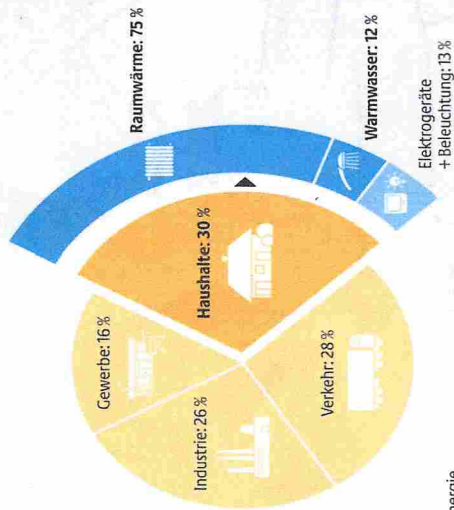 Raumwärme: 75 %
Warmwasser: 12 %
Elektrogeräte
+ Beleuchtung: 13 %
Haushalte: 30 %
Gewerbe: 16 %
Industrie: 26 %
Verkehr: 28 %